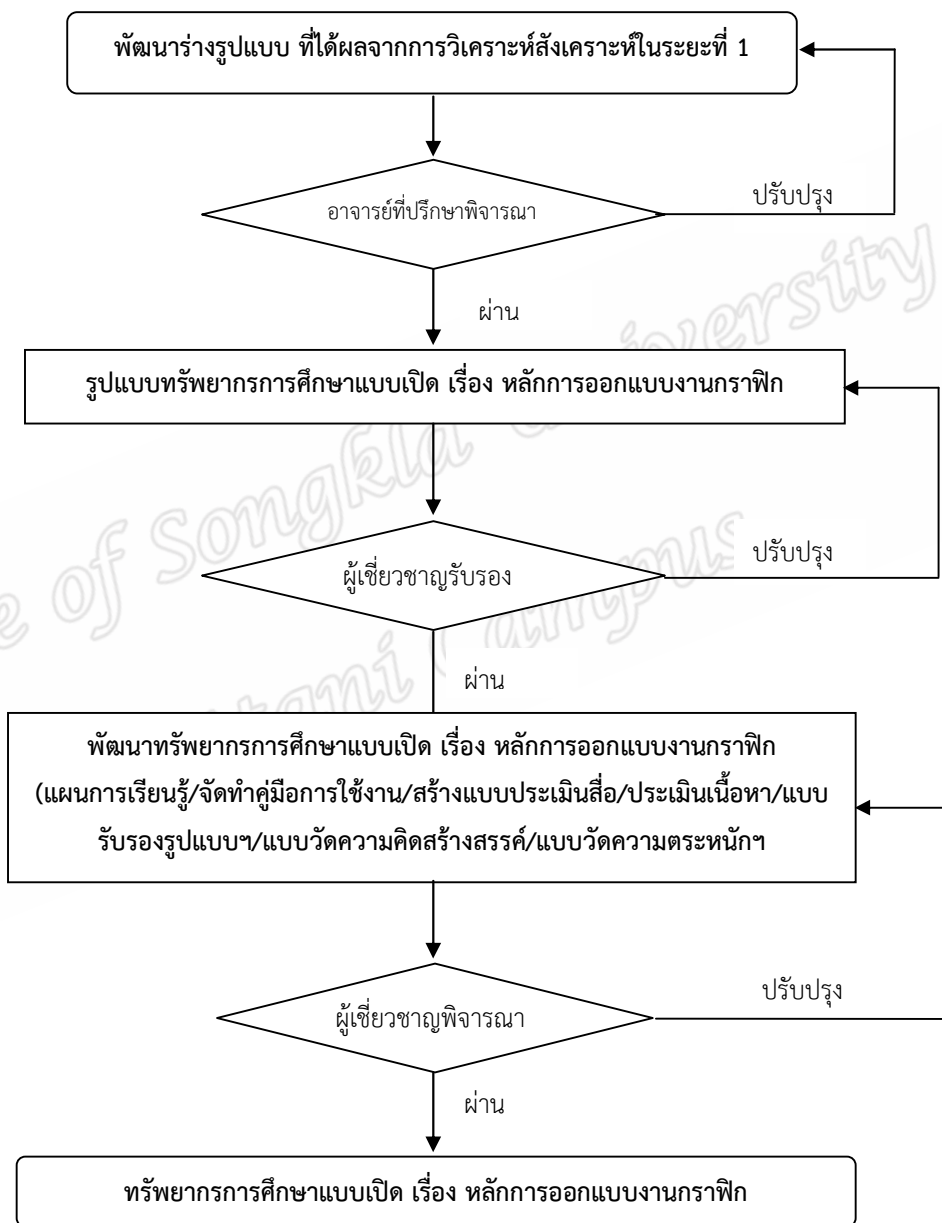 พัฒนาร่างรูปแบบ ที่ได้ผลจากการวิเคราะห์สังเคราะห์ในระยะที่ 1
อาจารย์ที่ปรึกษาพิจารณา
ปรับปรุง
ผ่าน
รูปแบบทรัพยากรการศึกษาแบบเปิด เรื่อง หลักการออกแบบงานกราฟิก
ผู้เชี่ยวชาญรับรอง
ปรับปรุง
ผ่าน
พัฒนาทรัพยากรการศึกษาแบบเปิด เรื่อง หลักการออกแบบงานกราฟิก
(แผนการเรียนรู้/จัดทำคู่มือการใช้งาน/สร้างแบบประเมินสื่อ/ประเมินเนื้อหา/แบบ
รับรองรูปแบบฯ/แบบวัดความคิดสร้างสรรค์/แบบวัดความตระหนักฯ
ผู้เชี่ยวชาญพิจารณา
ปรับปรุง
ผ่าน
ทรัพยากรการศึกษาแบบเปิด เรื่อง หลักการออกแบบงานกราฟิก
of Songkla University
Campus